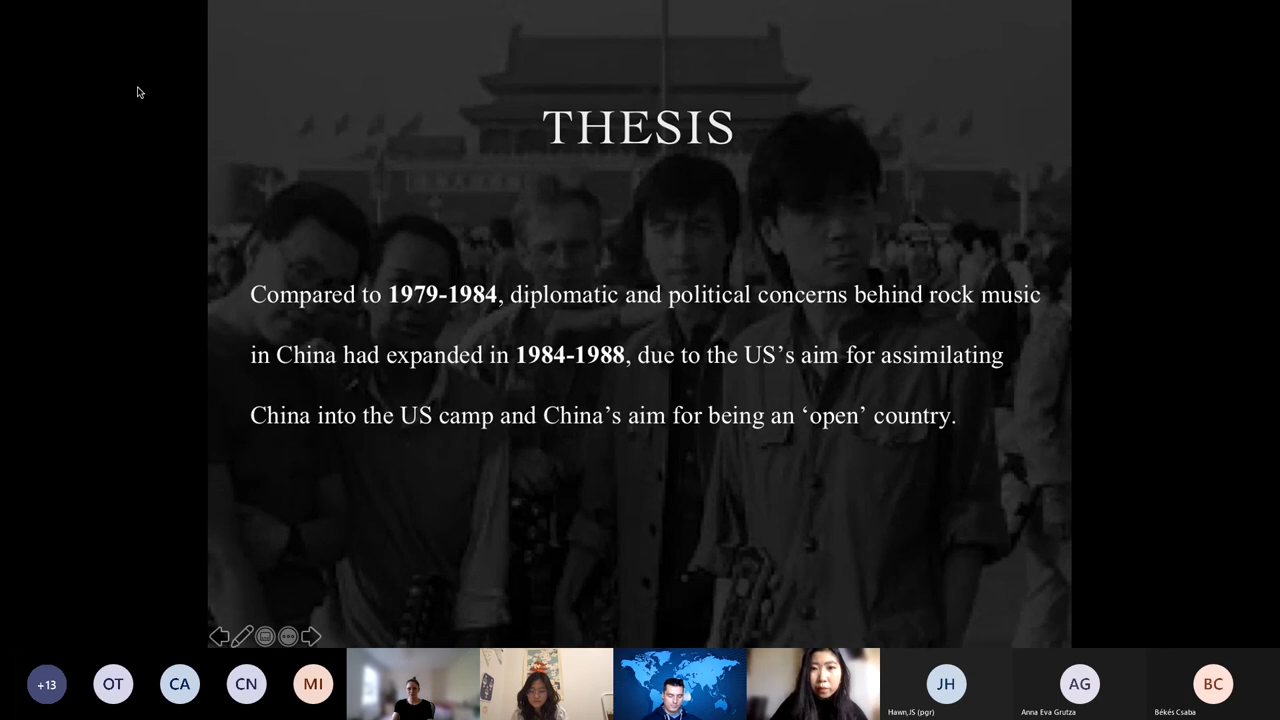 THESIS
Compared to 1979-1984, diplomatic and political concerns behind rock music
in China had expanded in 1984-1988, due to the US’s aim for assimilating
China into the US camp and China’s aim for being an ‘open’ country.
+13
OT
CA
CN
MI
JH
AG
BC
Hawn,JS (pgr)
Anna Eva Grutza
Békés Csaba